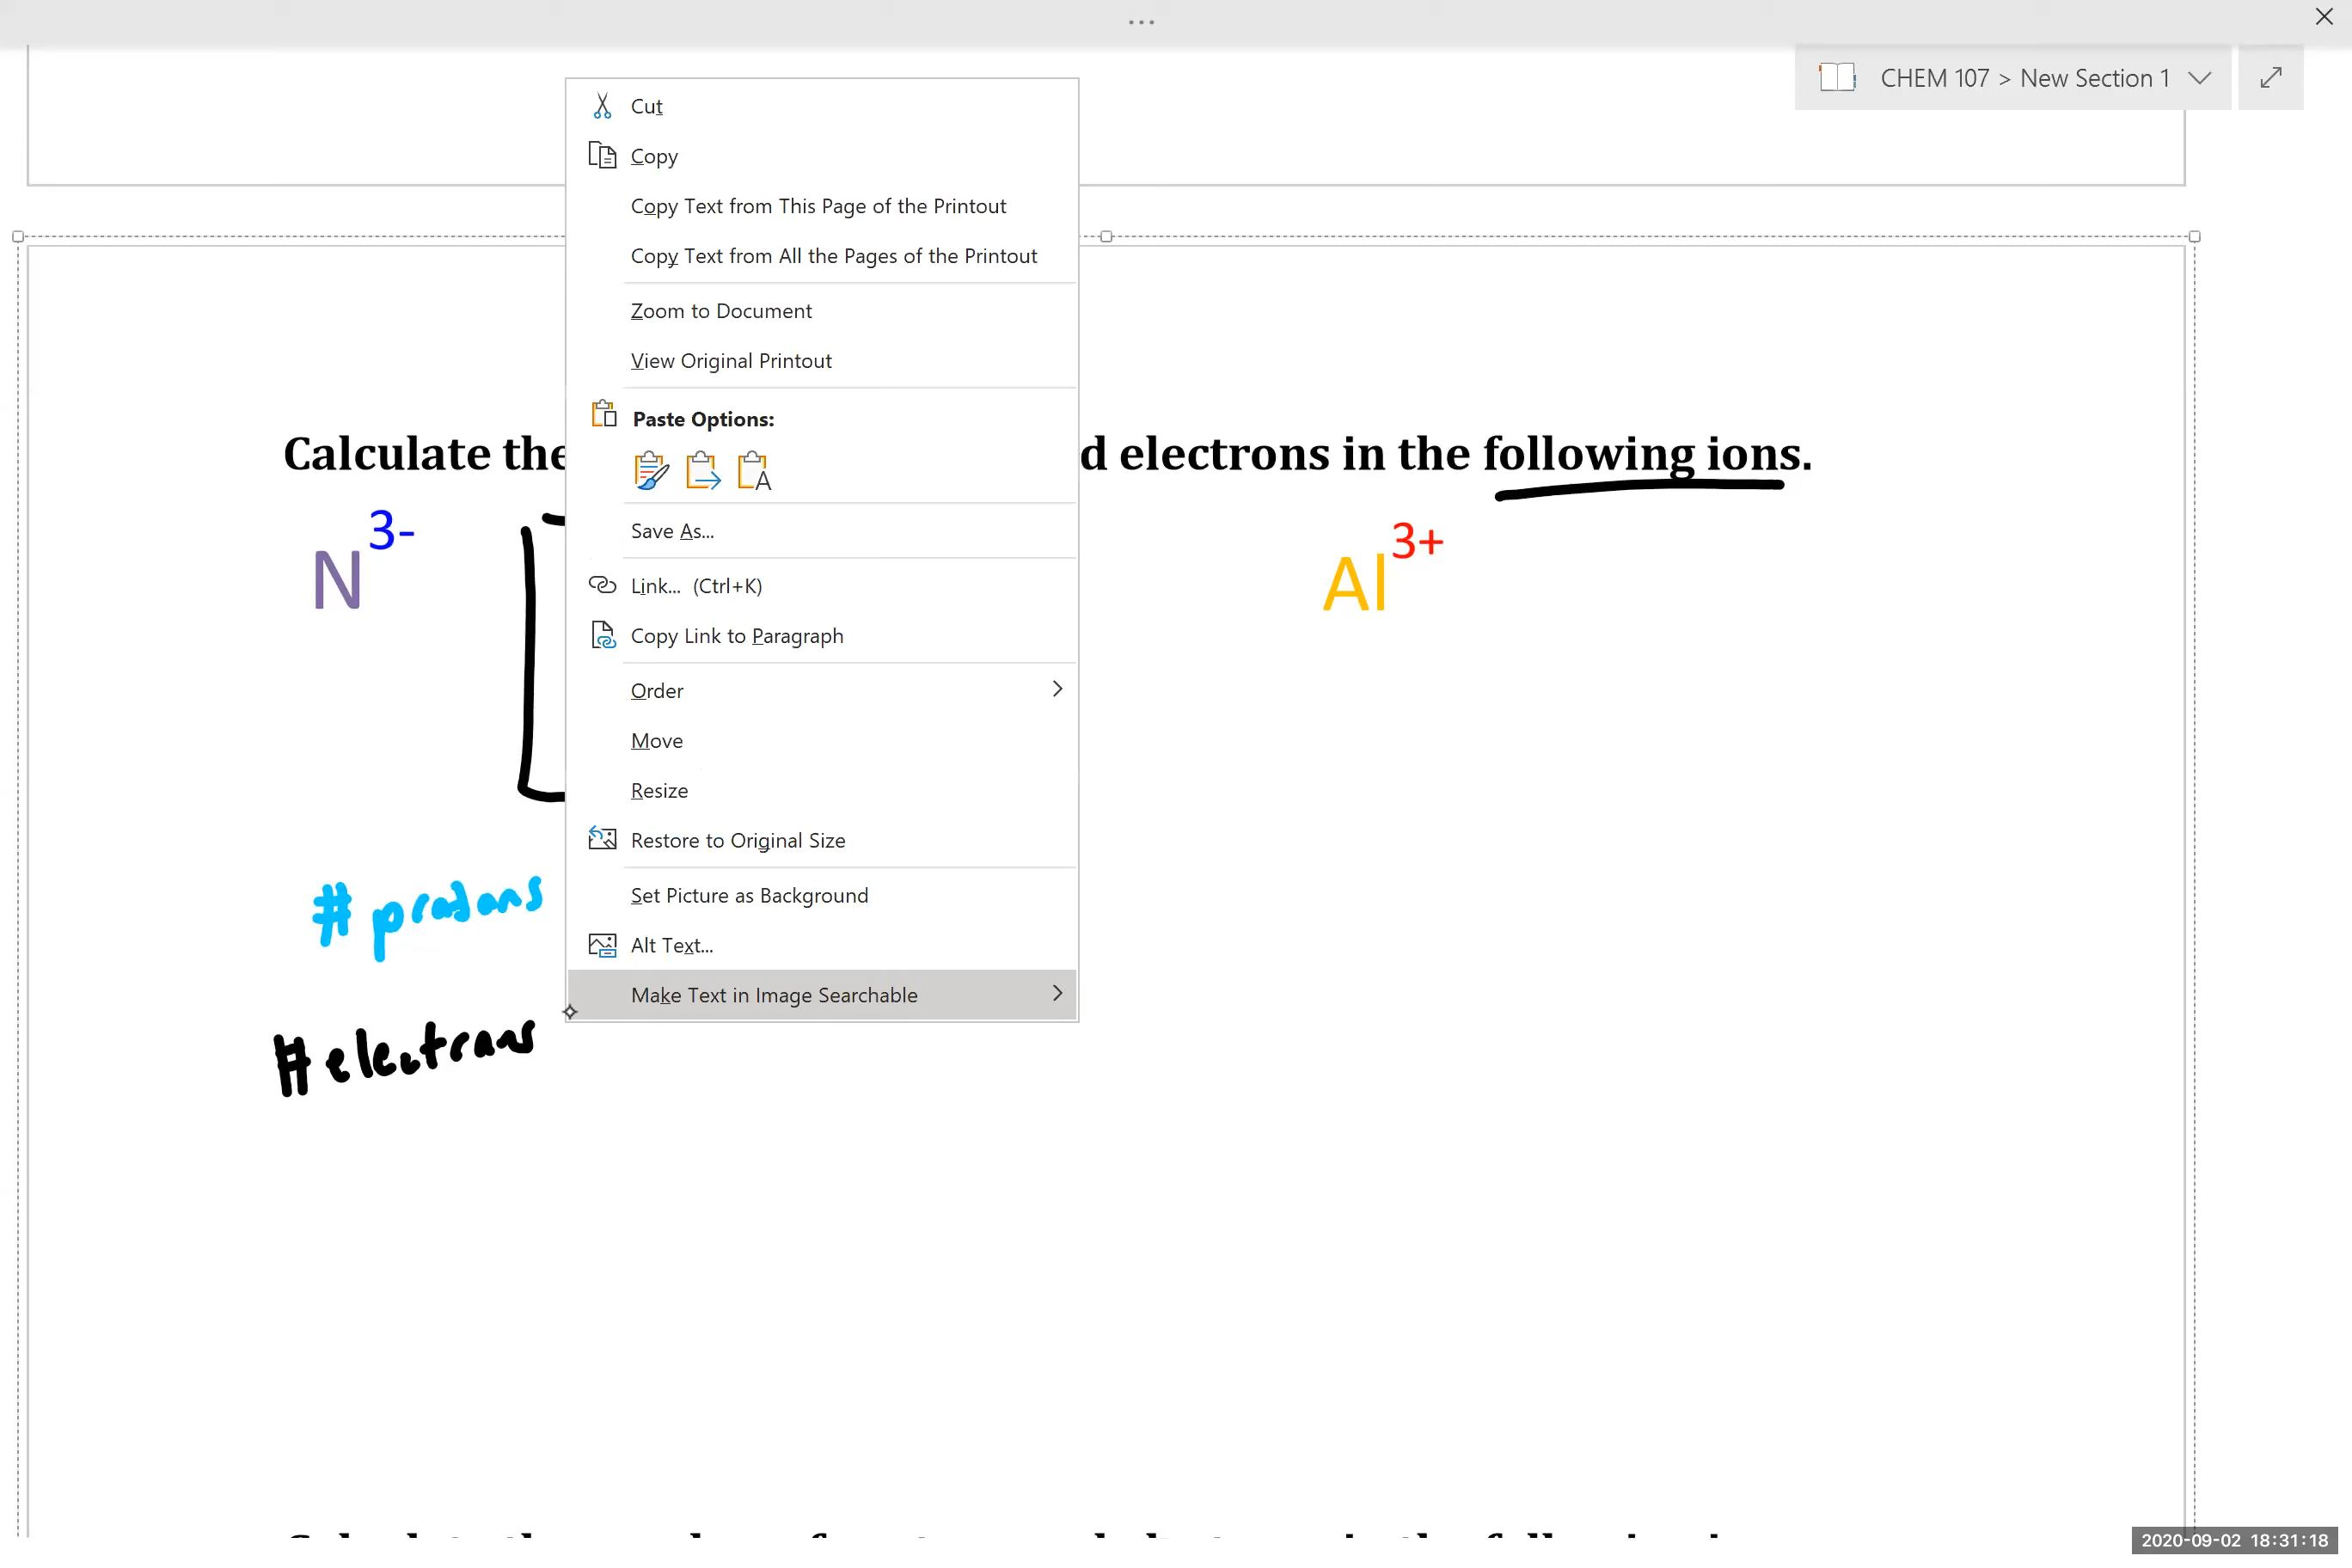 CHEM 107 > New Section 1
Cut
Copy
Copy Text from This Page of the Printout
Copy Text from All the Pages of the Printout
Zoom to Document
View Original Printout
Paste Options:
Calculate the d electrons in the following ions.
Save As...
N 3-
Al 3+
Link... (Ctrl+K)
Copy Link to Paragraph
Order
Move
Resize
Restore to Original Size
Set Picture as Background
# protons
Alt Text...
Make Text in Image Searchable
# electrons
2020-09-02 18:31:18